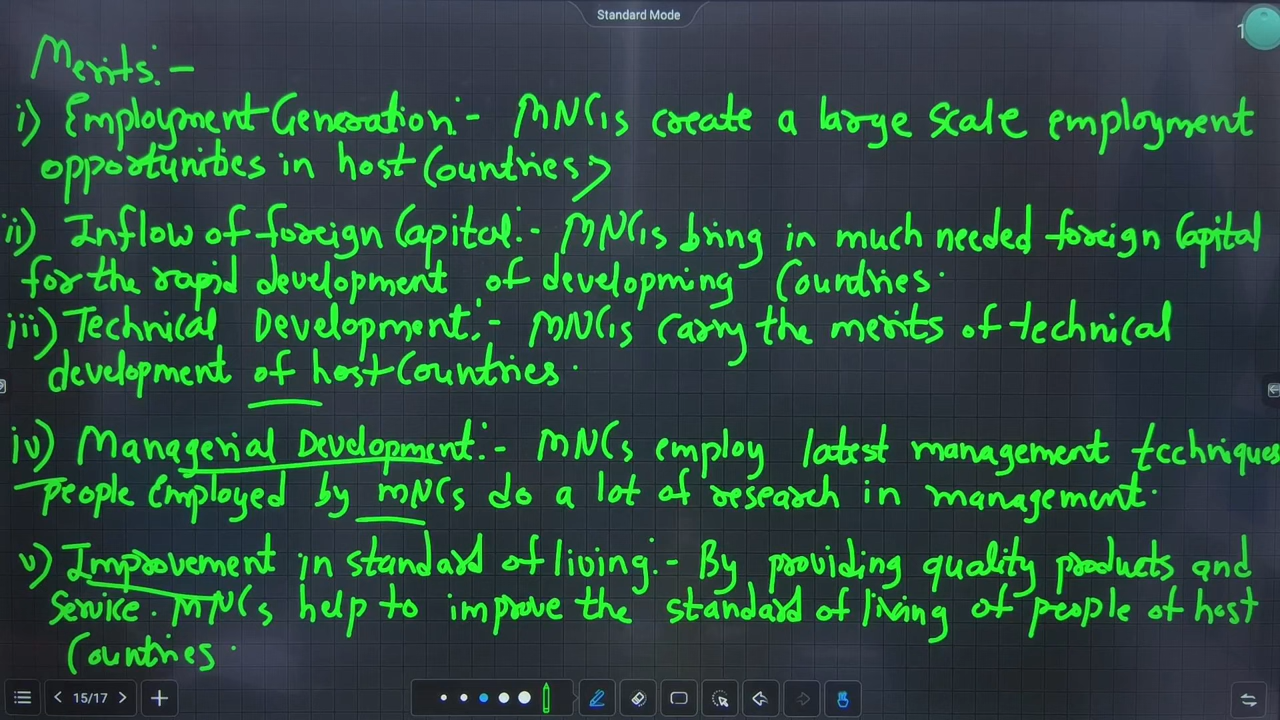 Standard Mode
1
Merits:-
i) Employment Generation:- MNCs create a large scale employment
opportunities in host Countries.
ii) Inflow of foreign Capital:- MNCs bring in much needed foreign Capital
for the rapid development of developming Countries.
iii) Technical Development:- MNCs carry the merits of technical
development of host Countries.
iv) Managerial Development:- MNCs employ latest management techniques
people Employed by MNCs do a lot of research in management.
v) Improvement in standard of living:- By providing quality products and
Service. MNCs help to improve the standard of living of people of host
Countries.
15/17